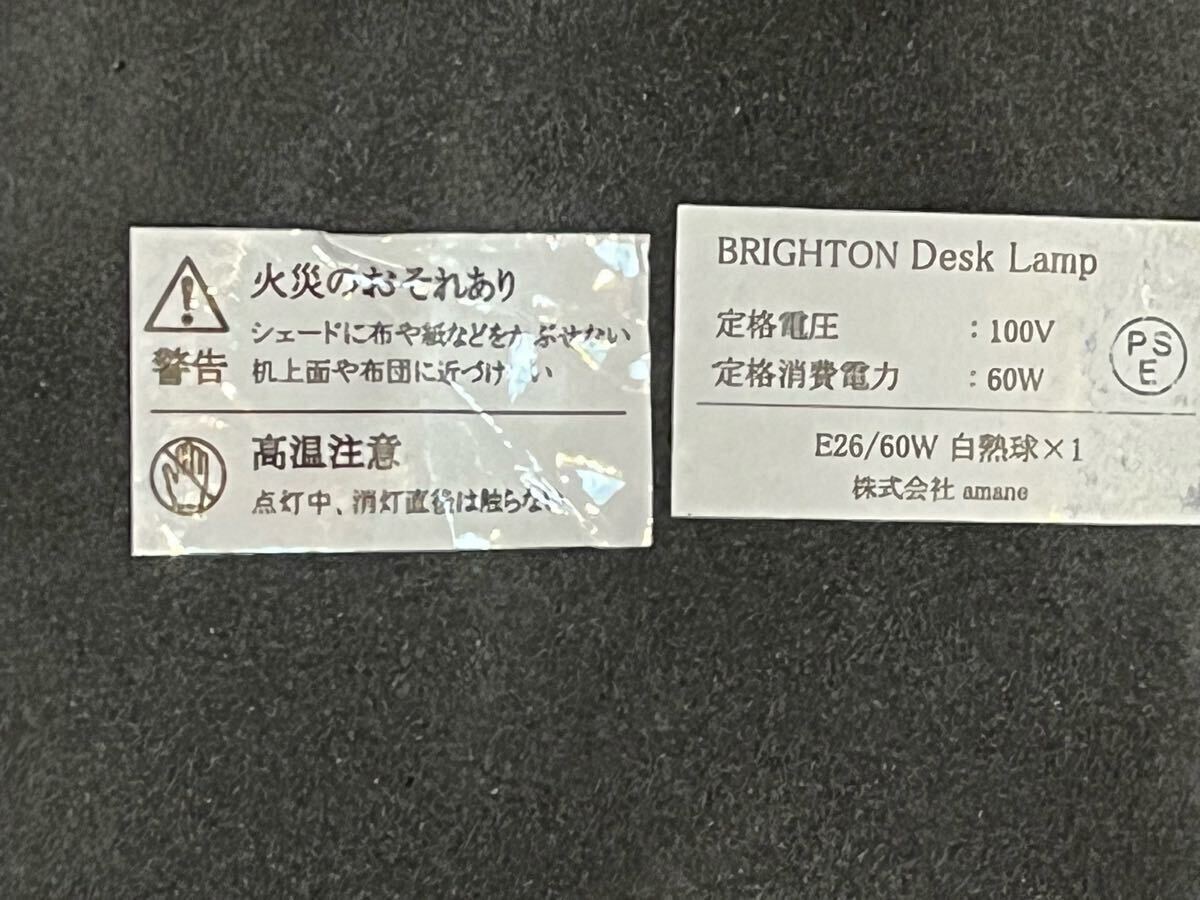 火災のおそれあり
シェードに布や紙などをかぶせない
警告
机上面や布団に近づけない
高温注意
点灯中、消灯直後は触らない
BRIGHTON Desk Lamp
定格電圧 : 100V
定格消費電力 : 60W
PS
E
E26/60W 白熱球×1
株式会社 amane